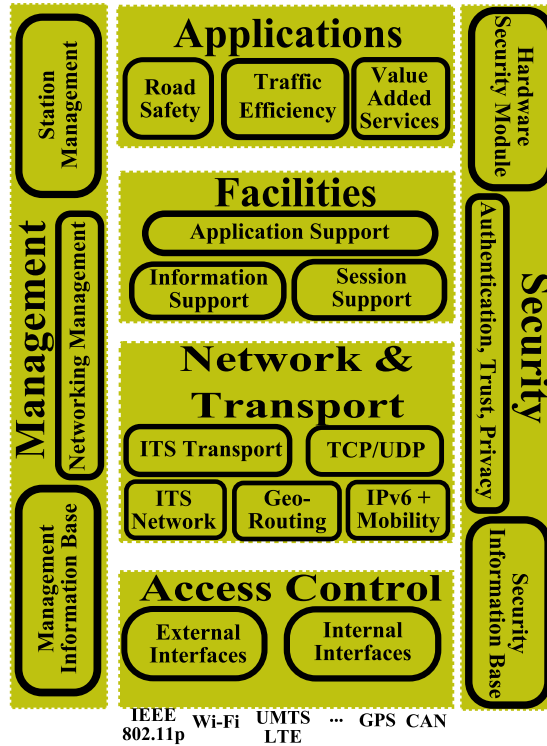 Station
Management
Management
Networking Management
Management
Information Base
Applications
Road
Safety
Traffic
Efficiency
Value
Added
Services
Facilities
Application Support
Information
Support
Session
Support
Network &
Transport
ITS Transport
TCP/UDP
ITS
Network
Geo-
Routing
IPv6 +
Mobility
Access Control
External
Interfaces
Internal
Interfaces
IEEE
802.11p
Wi-Fi
UMTS
LTE
...
GPS
CAN
Hardware
Security Module
Authentication, Trust, Privacy
Security
Security
Information Base